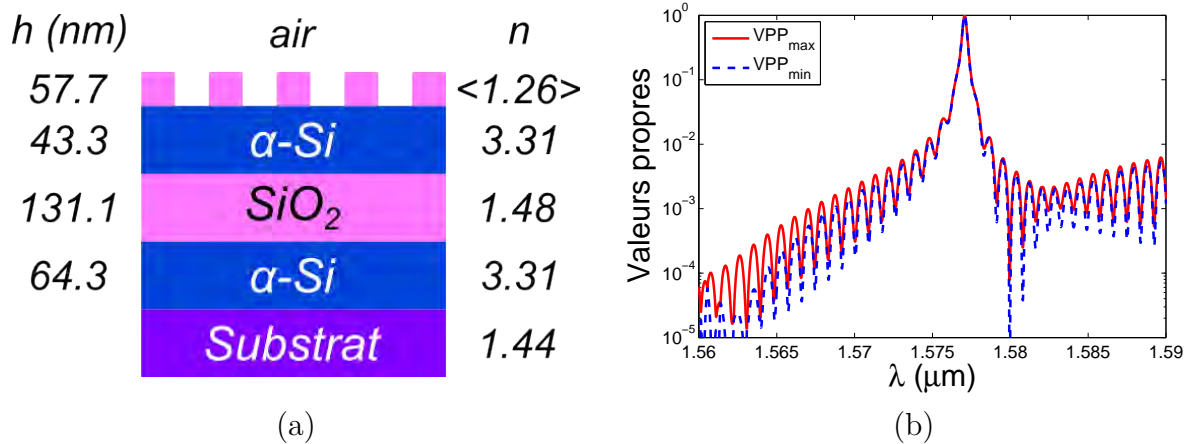 h (nm) air n
57.7 <1.26>
43.3 α-Si 3.31
131.1 SiO₂ 1.48
64.3 α-Si 3.31
Substrat 1.44
(a)
Valeurs propres
10⁰
10⁻¹
10⁻²
10⁻³
10⁻⁴
10⁻⁵
VPPmax
VPPmin
1.56 1.565 1.57 1.575 1.58 1.585 1.59
λ (μm)
(b)